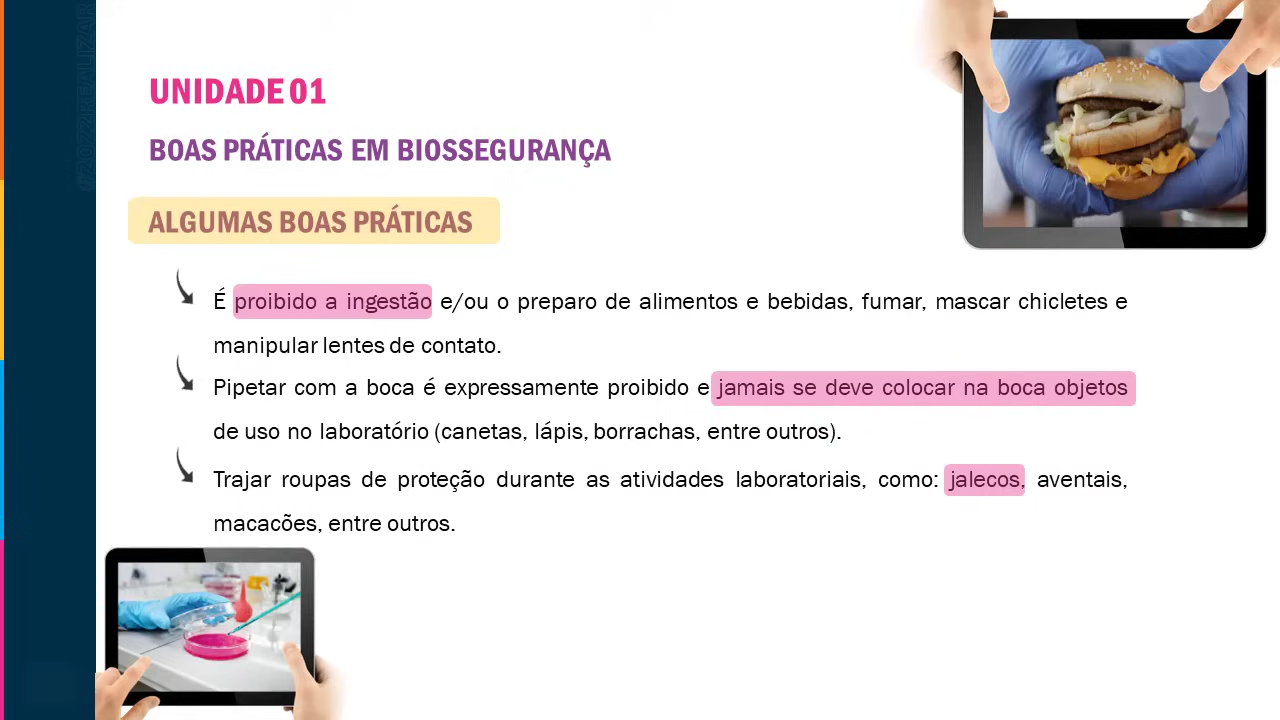 UNIDADE 01
BOAS PRÁTICAS EM BIOSSEGURANÇA
ALGUMAS BOAS PRÁTICAS
É proibido a ingestão e/ou o preparo de alimentos e bebidas, fumar, mascar chicletes e
manipular lentes de contato.
Pipetar com a boca é expressamente proibido e jamais se deve colocar na boca objetos
de uso no laboratório (canetas, lápis, borrachas, entre outros).
Trajar roupas de proteção durante as atividades laboratoriais, como: jalecos, aventais,
macacões, entre outros.